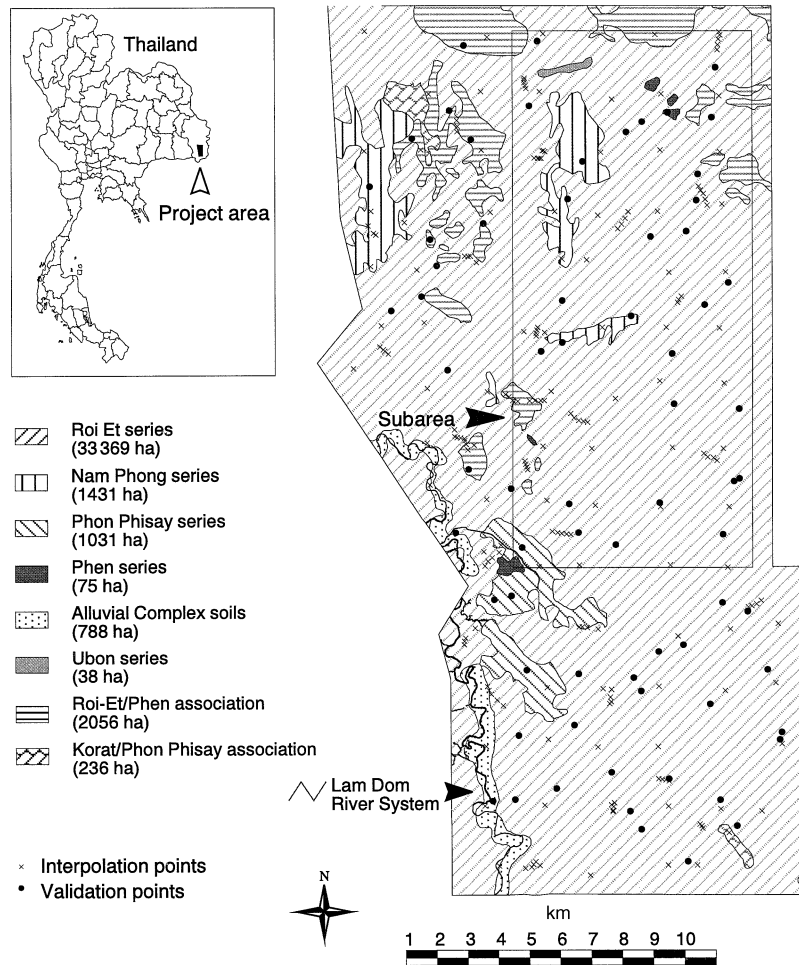 Thailand
Project area
Subarea
Roi Et series
(33 369 ha)
Nam Phong series
(1431 ha)
Phon Phisay series
(1031 ha)
Phen series
(75 ha)
Alluvial Complex soils
(788 ha)
Ubon series
(38 ha)
Roi-Et/Phen association
(2056 ha)
Korat/Phon Phisay association
(236 ha)
Lam Dom
River System
Interpolation points
Validation points
N
km
1 2 3 4 5 6 7 8 9 10